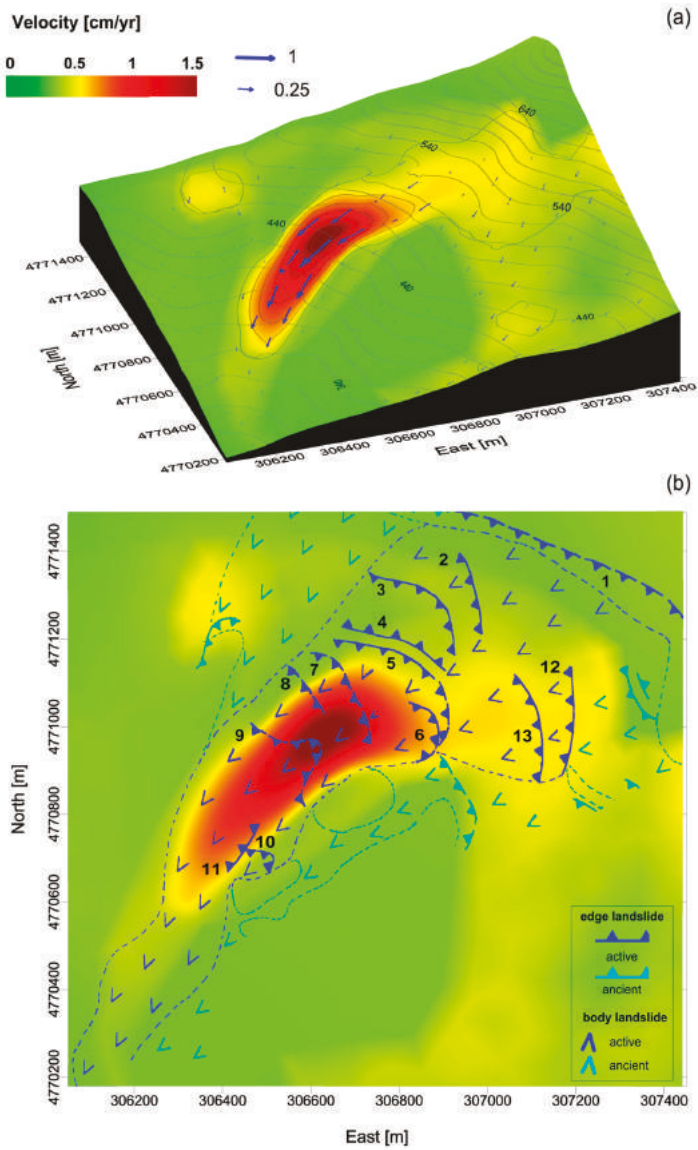 Velocity [cm/yr]
(a)
0 0.5 1 1.5
1
0.25
640
540
540
440
440
440
4771400
4771200
4771000
4770800
4770600
4770400
4770200
North [m]
306200 306400 306600 306800 307000 307200 307400
East [m]
(b)
4771400
4771200
4771000
4770800
4770600
4770400
4770200
North [m]
1
2
3
4
5
7
8
12
9
6
13
10
11
edge landslide
active
ancient
body landslide
active
ancient
306200 306400 306600 306800 307000 307200 307400
East [m]